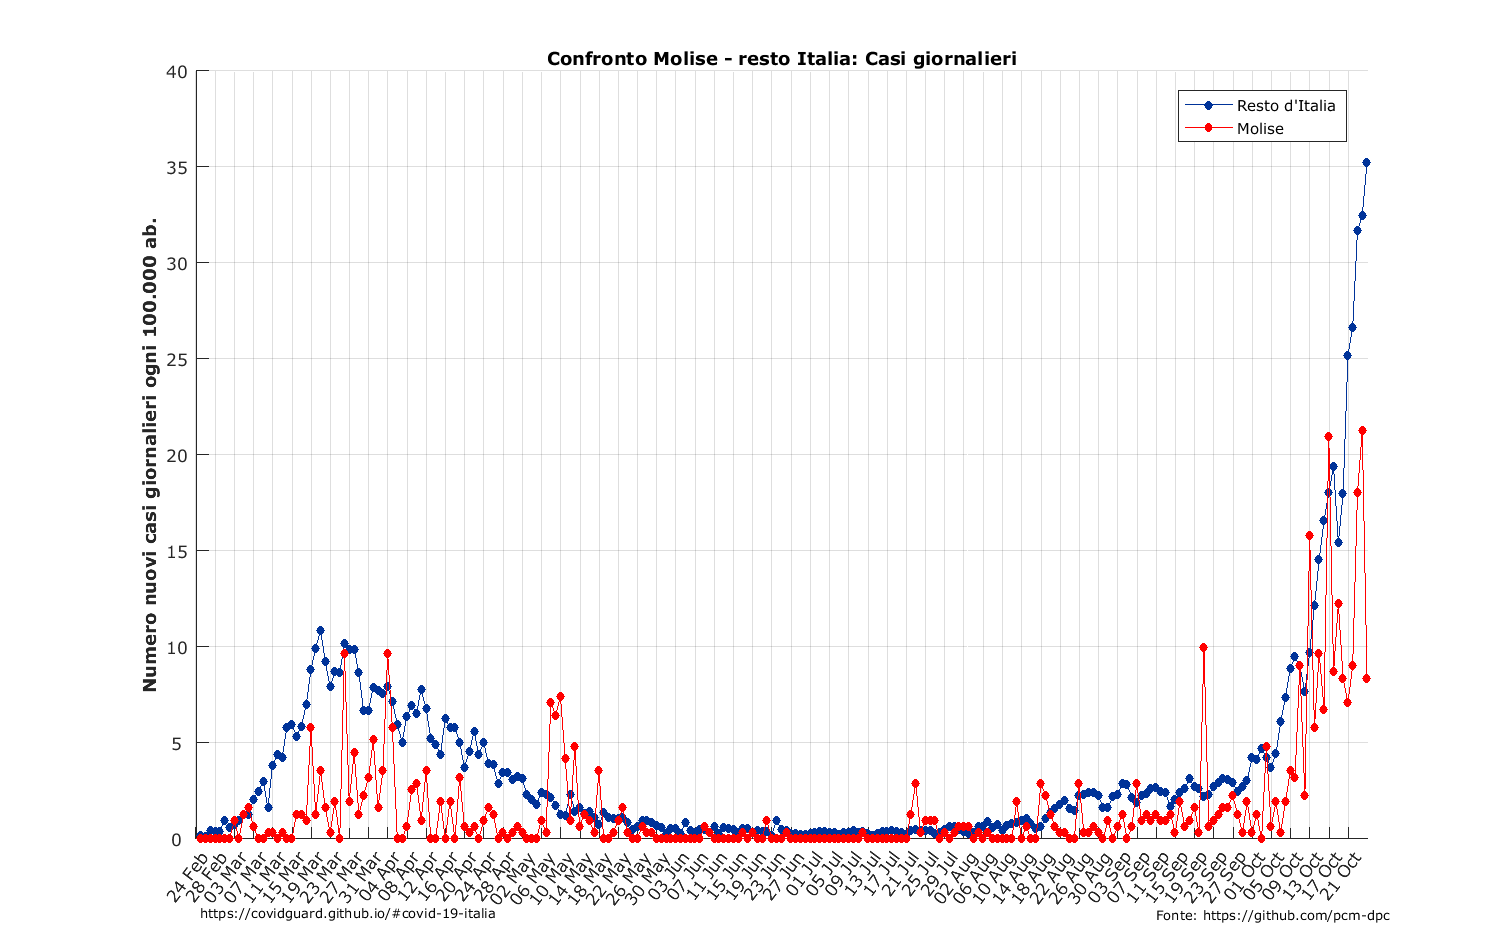 Confronto Molise - resto Italia: Casi giornalieri
Numero nuovi casi giornalieri ogni 100.000 ab.
40
35
30
25
20
15
10
5
0
Resto d'Italia
Molise
24 Feb
28 Feb
03 Mar
07 Mar
11 Mar
15 Mar
19 Mar
23 Mar
27 Mar
31 Mar
04 Apr
08 Apr
12 Apr
16 Apr
20 Apr
24 Apr
28 Apr
02 May
06 May
10 May
14 May
18 May
22 May
26 May
30 May
03 Jun
07 Jun
11 Jun
15 Jun
19 Jun
23 Jun
27 Jun
01 Jul
05 Jul
09 Jul
13 Jul
17 Jul
21 Jul
25 Jul
29 Jul
02 Aug
06 Aug
10 Aug
14 Aug
18 Aug
22 Aug
26 Aug
30 Aug
03 Sep
07 Sep
11 Sep
15 Sep
19 Sep
23 Sep
27 Sep
01 Oct
05 Oct
09 Oct
13 Oct
17 Oct
21 Oct
https://covidguard.github.io/#covid-19-italia
Fonte: https://github.com/pcm-dpc